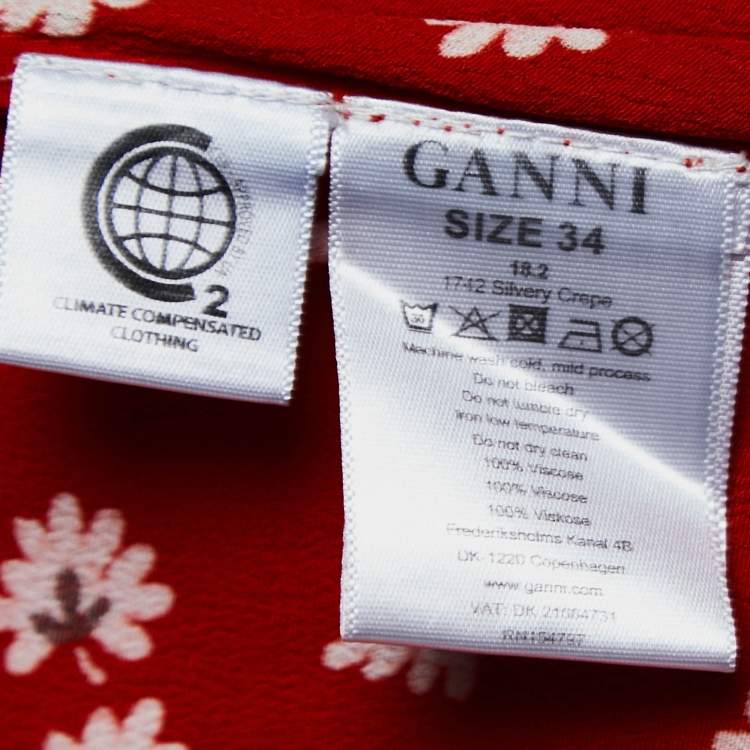 2
CLIMATE COMPENSATED
CLOTHING
GANNI
SIZE 34
18.2
1742 Silvery Crepe
30
Machine wash cold, mild process
Do not bleach
Do not tumble dry
Iron low temperature
Do not dry clean
100% Viscose
100% Viscose
100% Viskose
Frederiksholms Kanal 4B
DK-1220 Copenhagen
www.ganni.com
VAT: DK